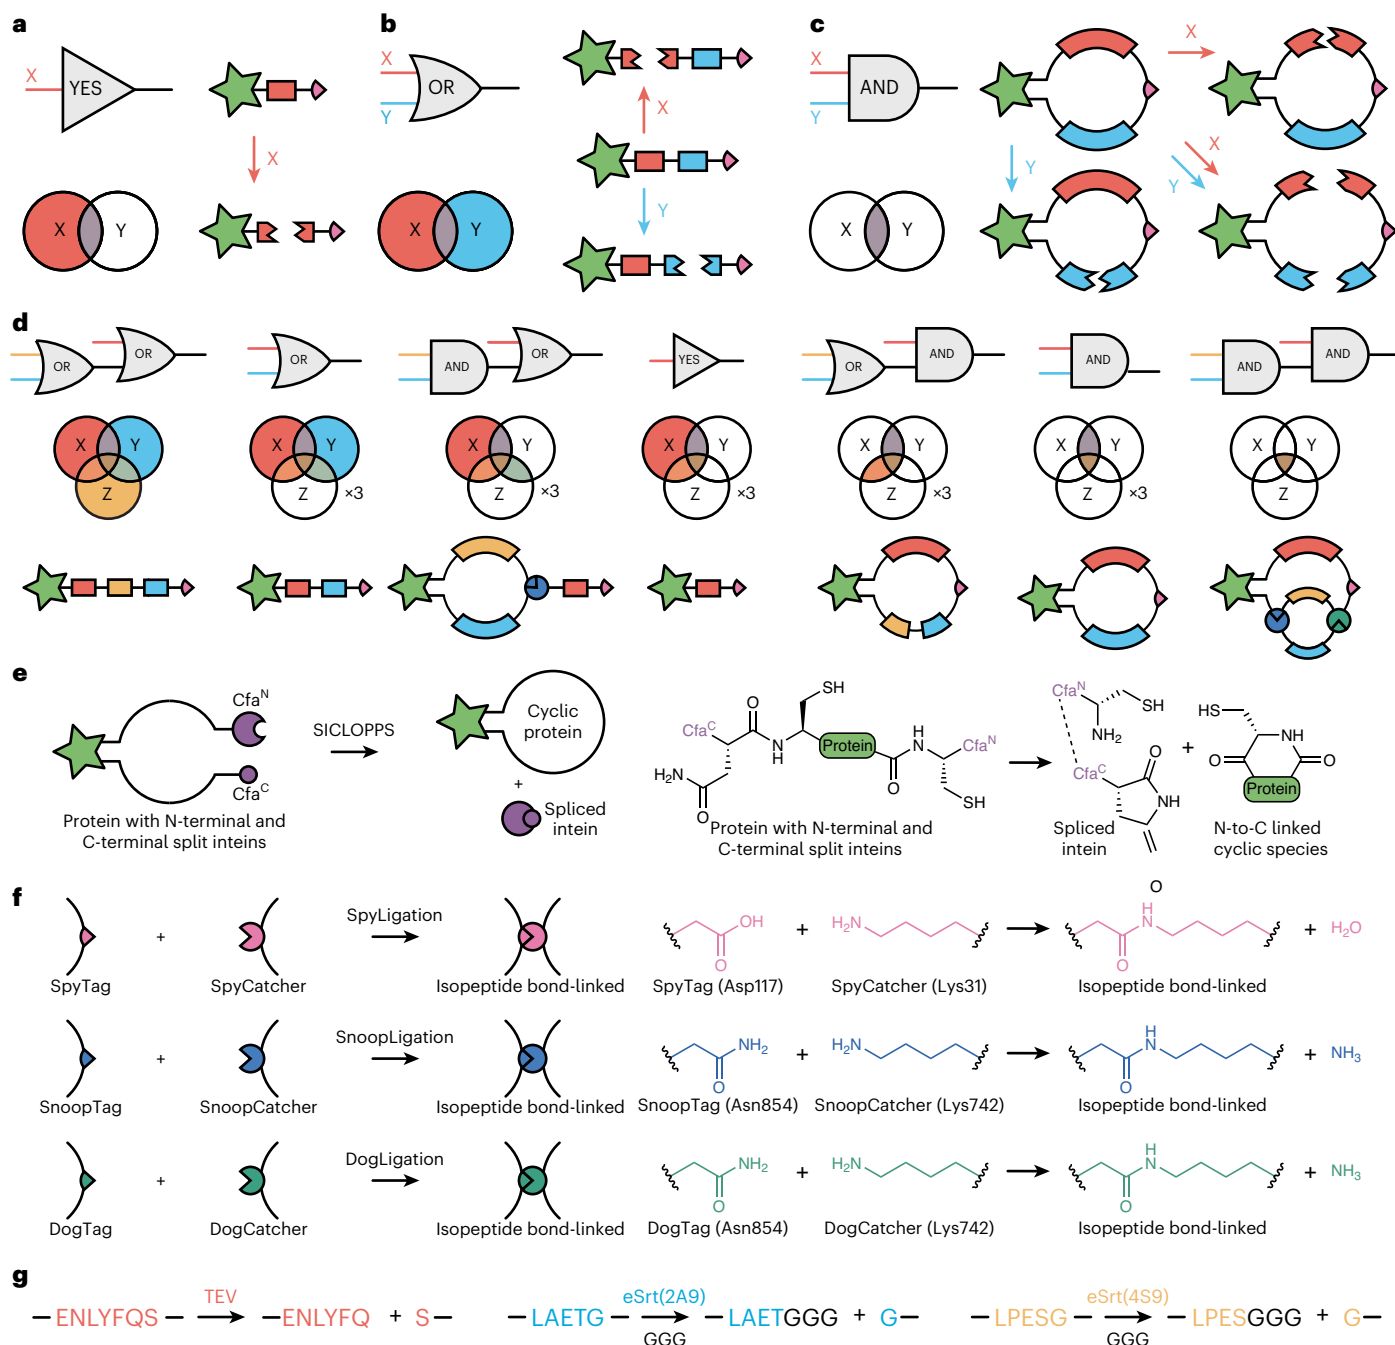 a
X
YES
X
X
Y
b
X
Y
OR
X
Y
X
Y
c
X
Y
AND
X
Y
X
Y
X
Y
d
OR
OR
OR
AND
OR
YES
OR
AND
AND
AND
AND
X
Y
Z
X
Y
Z
×3
X
Y
Z
×3
X
Y
Z
×3
X
Y
Z
×3
X
Y
Z
×3
X
Y
Z
e
CfaN
CfaC
Protein with N-terminal and
C-terminal split inteins
SICLOPPS
Cyclic
protein
+
Spliced
intein
CfaC
O
H2N
O
N
H
SH
Protein
O
H
N
CfaN
SH
Protein with N-terminal and
C-terminal split inteins
CfaN
SH
NH2
CfaC
O
NH
Spliced
intein
+
HS
NH
O
O
Protein
N-to-C linked
cyclic species
f
SpyTag
+
SpyCatcher
SpyLigation
Isopeptide bond-linked
OH
O
SpyTag (Asp117)
+
H2N
SpyCatcher (Lys31)
O
H
N
O
Isopeptide bond-linked
+
H2O
SnoopTag
+
SnoopCatcher
SnoopLigation
Isopeptide bond-linked
NH2
O
SnoopTag (Asn854)
+
H2N
SnoopCatcher (Lys742)
H
N
O
Isopeptide bond-linked
+
NH3
DogTag
+
DogCatcher
DogLigation
Isopeptide bond-linked
NH2
O
DogTag (Asn854)
+
H2N
DogCatcher (Lys742)
H
N
O
Isopeptide bond-linked
+
NH3
g
ENLYFQS
TEV
ENLYFQ + S
LAETG
eSrt(2A9)
GGG
LAETGGG + G
LPESG
eSrt(4S9)
GGG
LPESGGG + G